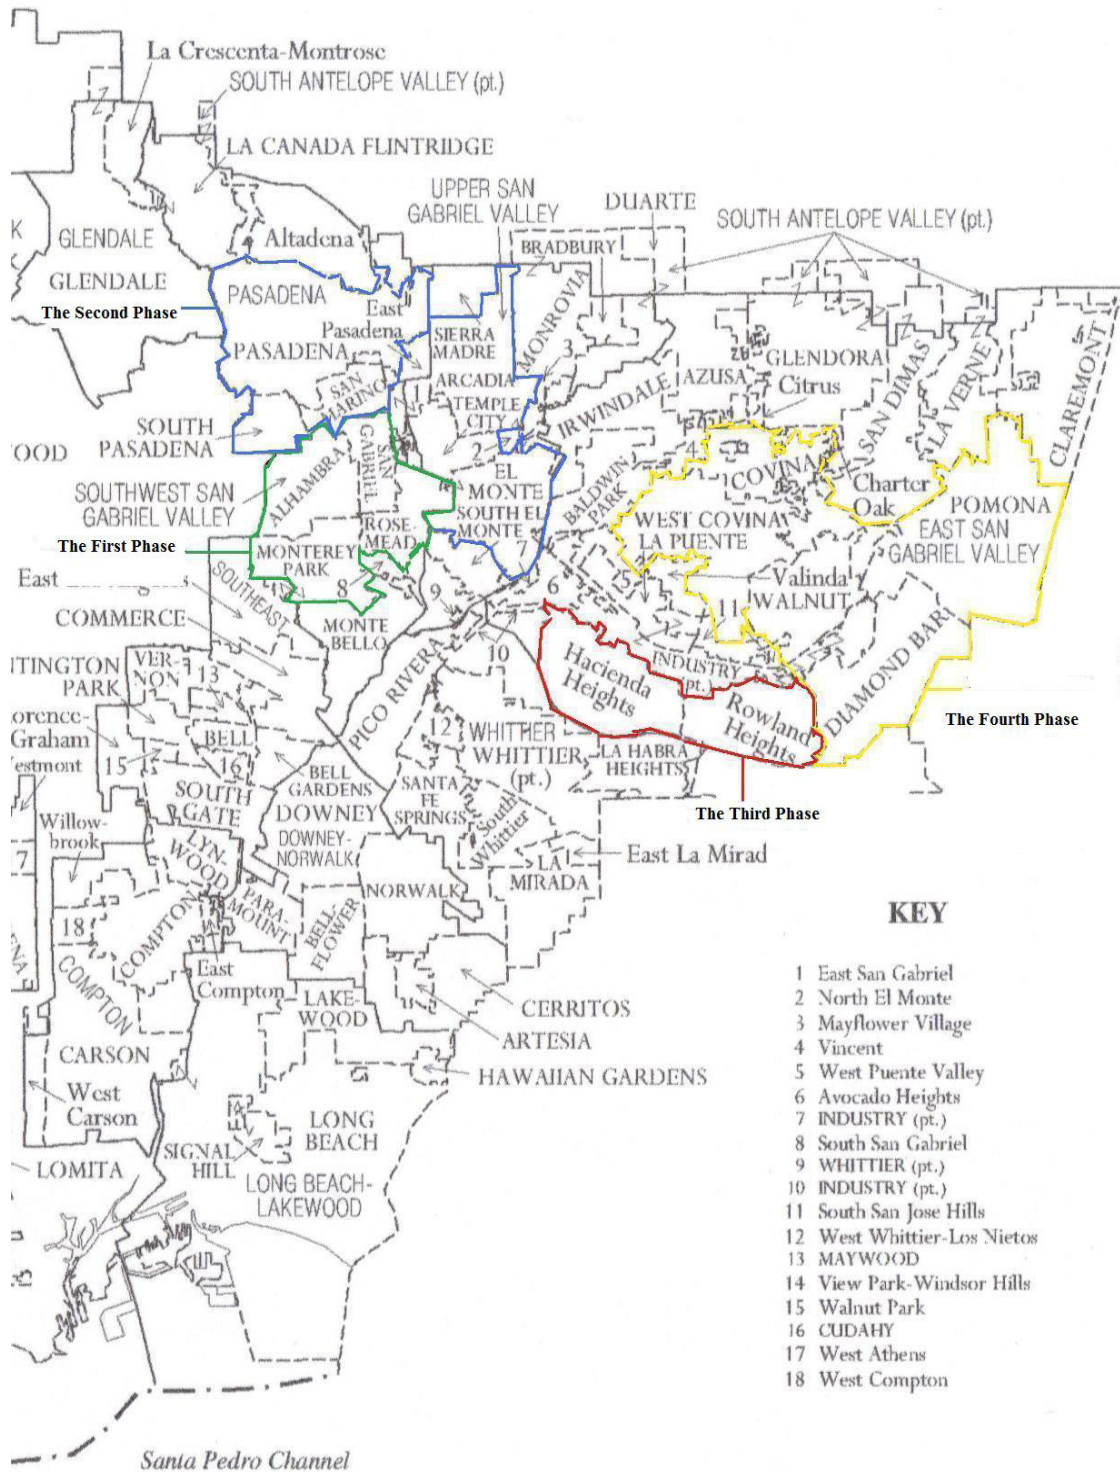 La Crescenta-Montrose
SOUTH ANTELOPE VALLEY (pt.)
LA CANADA FLINTRIDGE
UPPER SAN
GABRIEL VALLEY
DUARTE
SOUTH ANTELOPE VALLEY (pt.)
BRADBURY
K
GLENDALE
Altadena
GLENDALE
The Second Phase
PASADENA
East
Pasadena
PASADENA
SIERRA
MADRE
MONROVIA
3
SAN
MARINO
ARCADIA
TEMPLE
CITY
2
IRWINDALE
AZUSA
GLENDORA
Citrus
SAN DIMAS
LA VERNE
CLAREMONT
SOUTH
PASADENA
OOD
SOUTHWEST SAN
GABRIEL VALLEY
ALHAMBRA
SAN
GABRIEL
EL
MONTE
SOUTH EL
MONTE
7
BALDWIN
PARK
COVINA
Charter
Oak
POMONA
EAST SAN
GABRIEL VALLEY
WEST COVINA
LA PUENTE
The First Phase
ROSE-
MEAD
MONTEREY
PARK
8
Valinda
WALNUT
5
11
East
SOUTHEAST
COMMERCE
MONTE
BELLO
9
6
10
INDUSTRY
(pt.)
DIAMOND BAR
Hacienda
Heights
Rowland
Heights
The Fourth Phase
NTINGTON
PARK
VER-
NON
13
PICO RIVERA
12
WHITHER
WHITTIER
(pt.)
LA HABRA
HEIGHTS
The Third Phase
orence-
Graham
estmont
BELL
15
16
BELL
GARDENS
SOUTH
GATE
DOWNEY
SANTA
FE
SPRINGS
South
Whittier
Willow-
brook
7
LYN-
WOOD
DOWNEY-
NORWALK
East La Mirad
LA
MIRADA
NORWALK
PARA-
MOUNT
BELL-
FLOWER
18
COMPTON
COMPTON
ENA
East
Compton
LAKE-
WOOD
CERRITOS
ARTESIA
HAWAIIAN GARDENS
CARSON
West
Carson
LOMITA
SIGNAL
HILL
LONG
BEACH
LONG BEACH-
LAKEWOOD
Santa Pedro Channel
KEY
1 East San Gabriel
2 North El Monte
3 Mayflower Village
4 Vincent
5 West Puente Valley
6 Avocado Heights
7 INDUSTRY (pt.)
8 South San Gabriel
9 WHITTIER (pt.)
10 INDUSTRY (pt.)
11 South San Jose Hills
12 West Whittier-Los Nietos
13 MAYWOOD
14 View Park-Windsor Hills
15 Walnut Park
16 CUDAHY
17 West Athens
18 West Compton